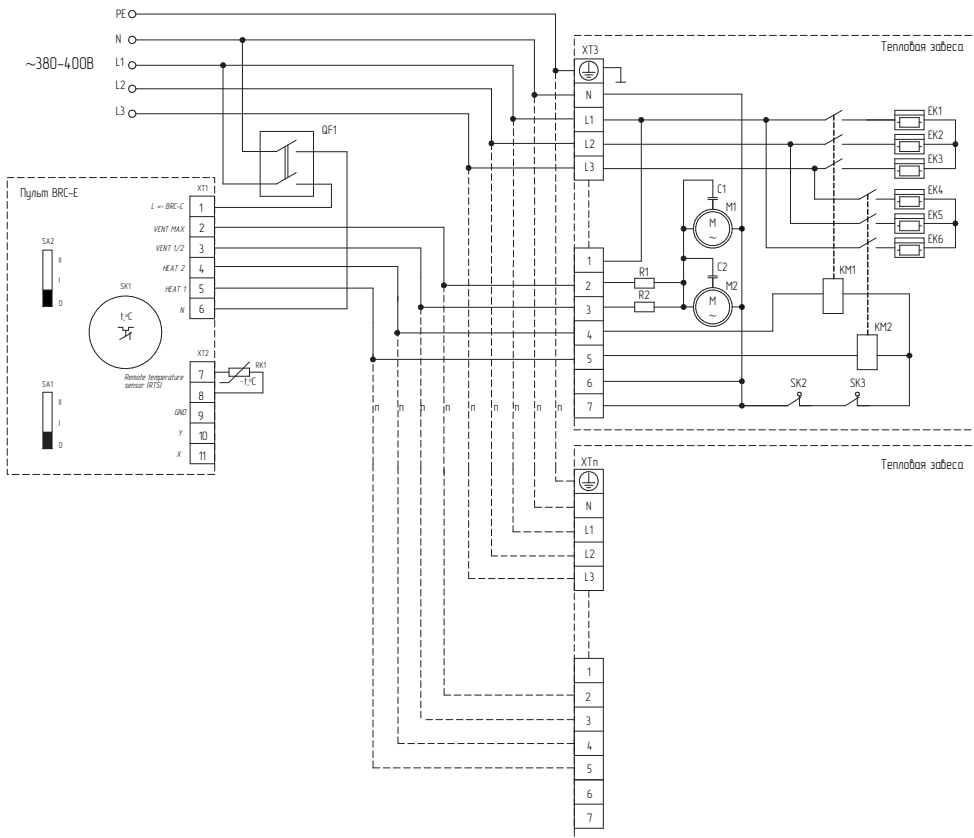 PE
N
~380-400В
L1
L2
L3
QF1
Пульт BRC-E
SA2
II
I
0
SK1
t,°C
SA1
II
I
0
XT1
L <- BRC-C
1
VENT MAX
2
VENT 1/2
3
HEAT 2
4
HEAT 1
5
N
6
XT2
Remote temperature
sensor (RTS)
7
8
GND
9
Y
10
X
11
RK1
-t,°C
n n n n n n n n n
Тепловая завеса
XT3
N
L1
L2
L3
1
2
3
4
5
6
7
R1
R2
C1
M1
M
~
C2
M2
M
~
EK1
EK2
EK3
EK4
EK5
EK6
KM1
KM2
SK2
SK3
Тепловая завеса
XTn
N
L1
L2
L3
1
2
3
4
5
6
7